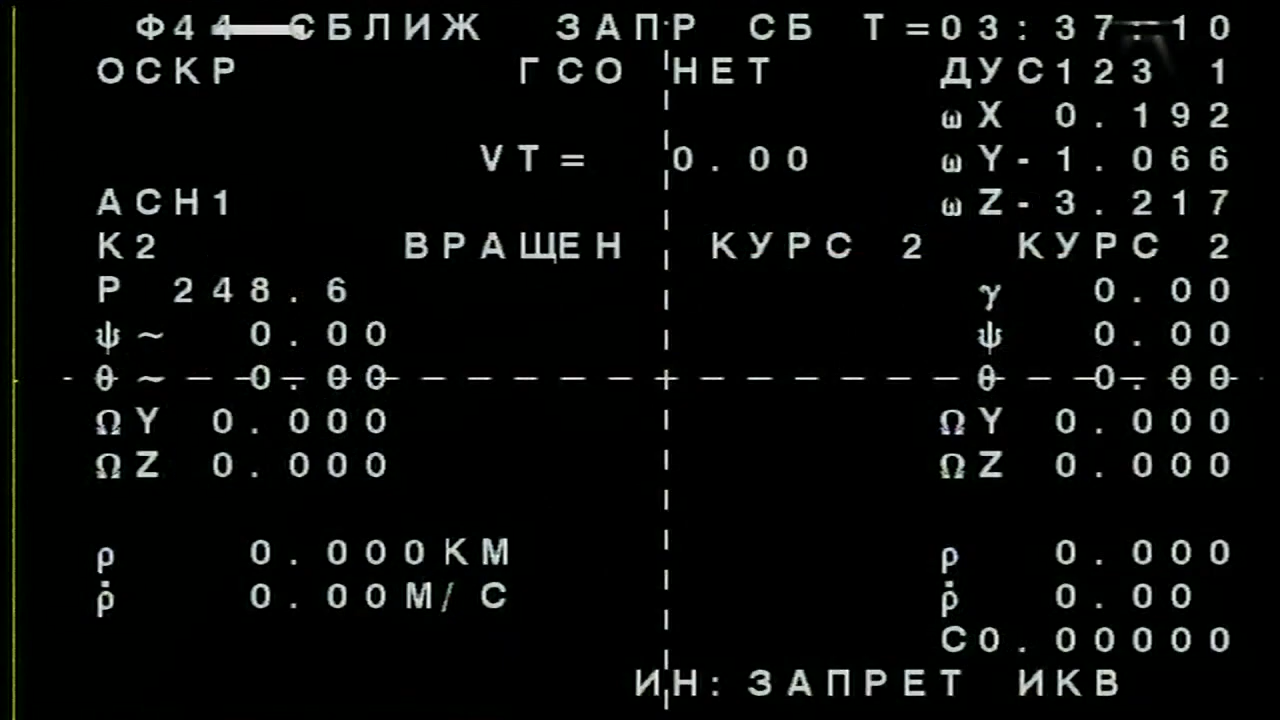 Ф44 СБЛИЖ ЗАПР СБ Т=03:37:10
ОСКР ГСО НЕТ ДУС123 1
ωX 0.192
VT= 0.00 ωY-1.066
АСН1 ωZ-3.217
К2 ВРАЩЕН КУРС 2 КУРС 2
Р 248.6 γ 0.00
ψ~ 0.00 ψ 0.00
θ~ 0.00 θ 0.00
ΩY 0.000 ΩY 0.000
ΩZ 0.000 ΩZ 0.000
ρ 0.000КМ ρ 0.000
ρ̇ 0.00М/С ρ̇ 0.00
С0.00000
ИН:ЗАПРЕТ ИКВ